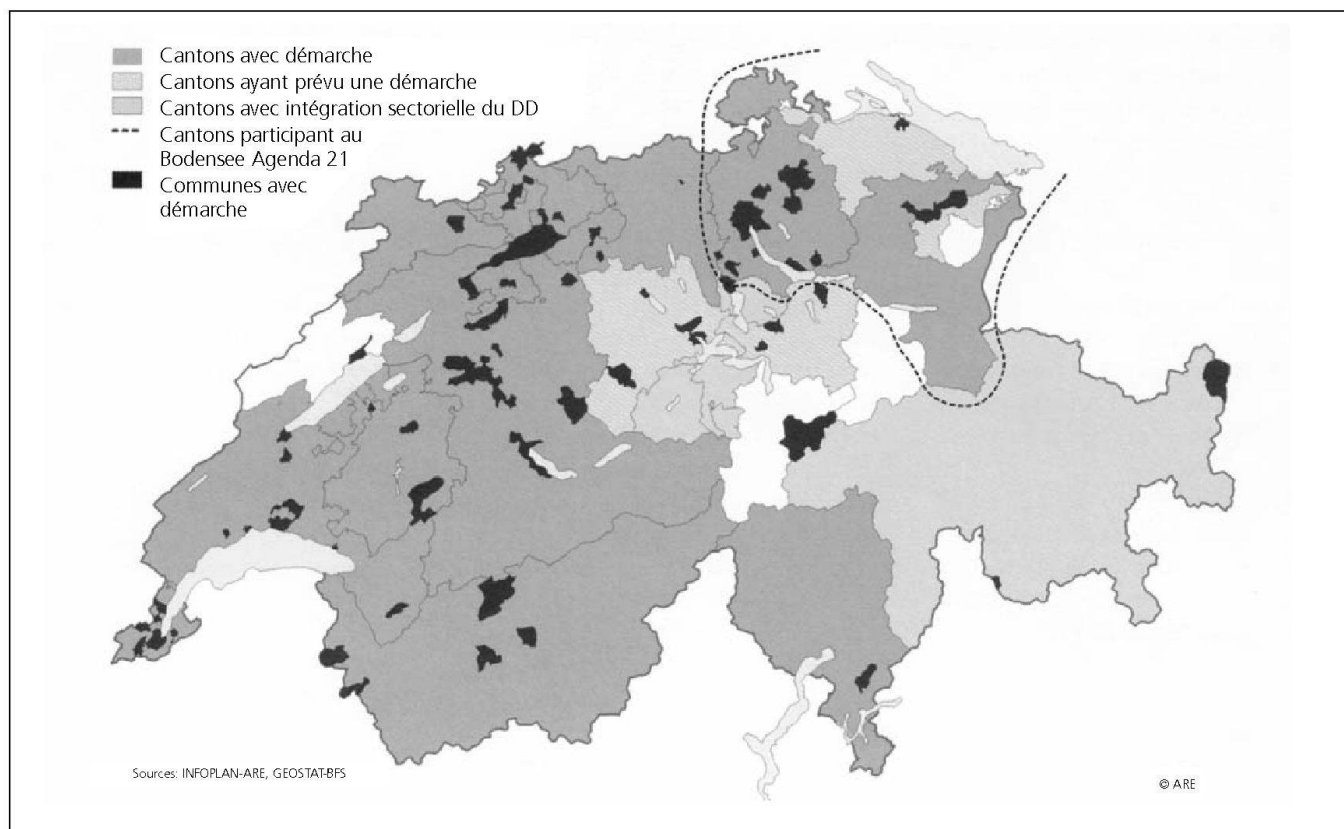 Cantons avec démarche
Cantons ayant prévu une démarche
Cantons avec intégration sectorielle du DD
Cantons participant au
Bodensee Agenda 21
Communes avec
démarche
Sources: INFOPLAN-ARE, GEOSTAT-BFS
© ARE